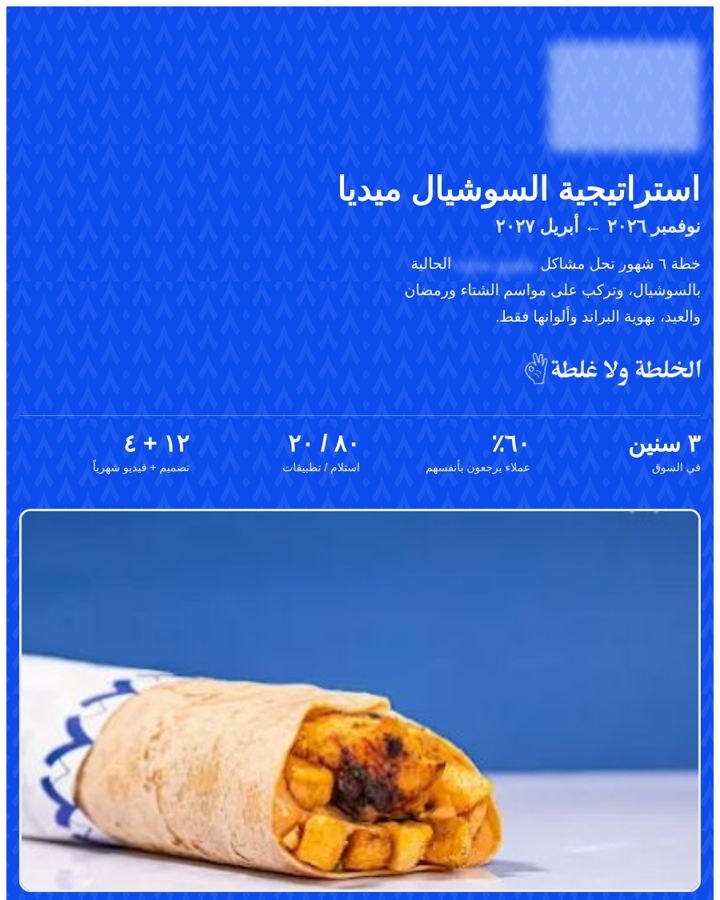 استراتيجية السوشيال ميديا
نوفمبر ٢٠٢٦ ← أبريل ٢٠٢٧
خطة ٦ شهور تحل مشاكل الحالية
بالسوشيال، وتركب على مواسم الشتاء ورمضان
والعيد، بهوية البراند وألوانها فقط.
الخلطة ولا غلطة👌
٣ سنين
في السوق
٦٠٪
عملاء يرجعون بأنفسهم
٨٠ / ٢٠
استلام / تطبيقات
١٢ + ٤
تصميم + فيديو شهرياً